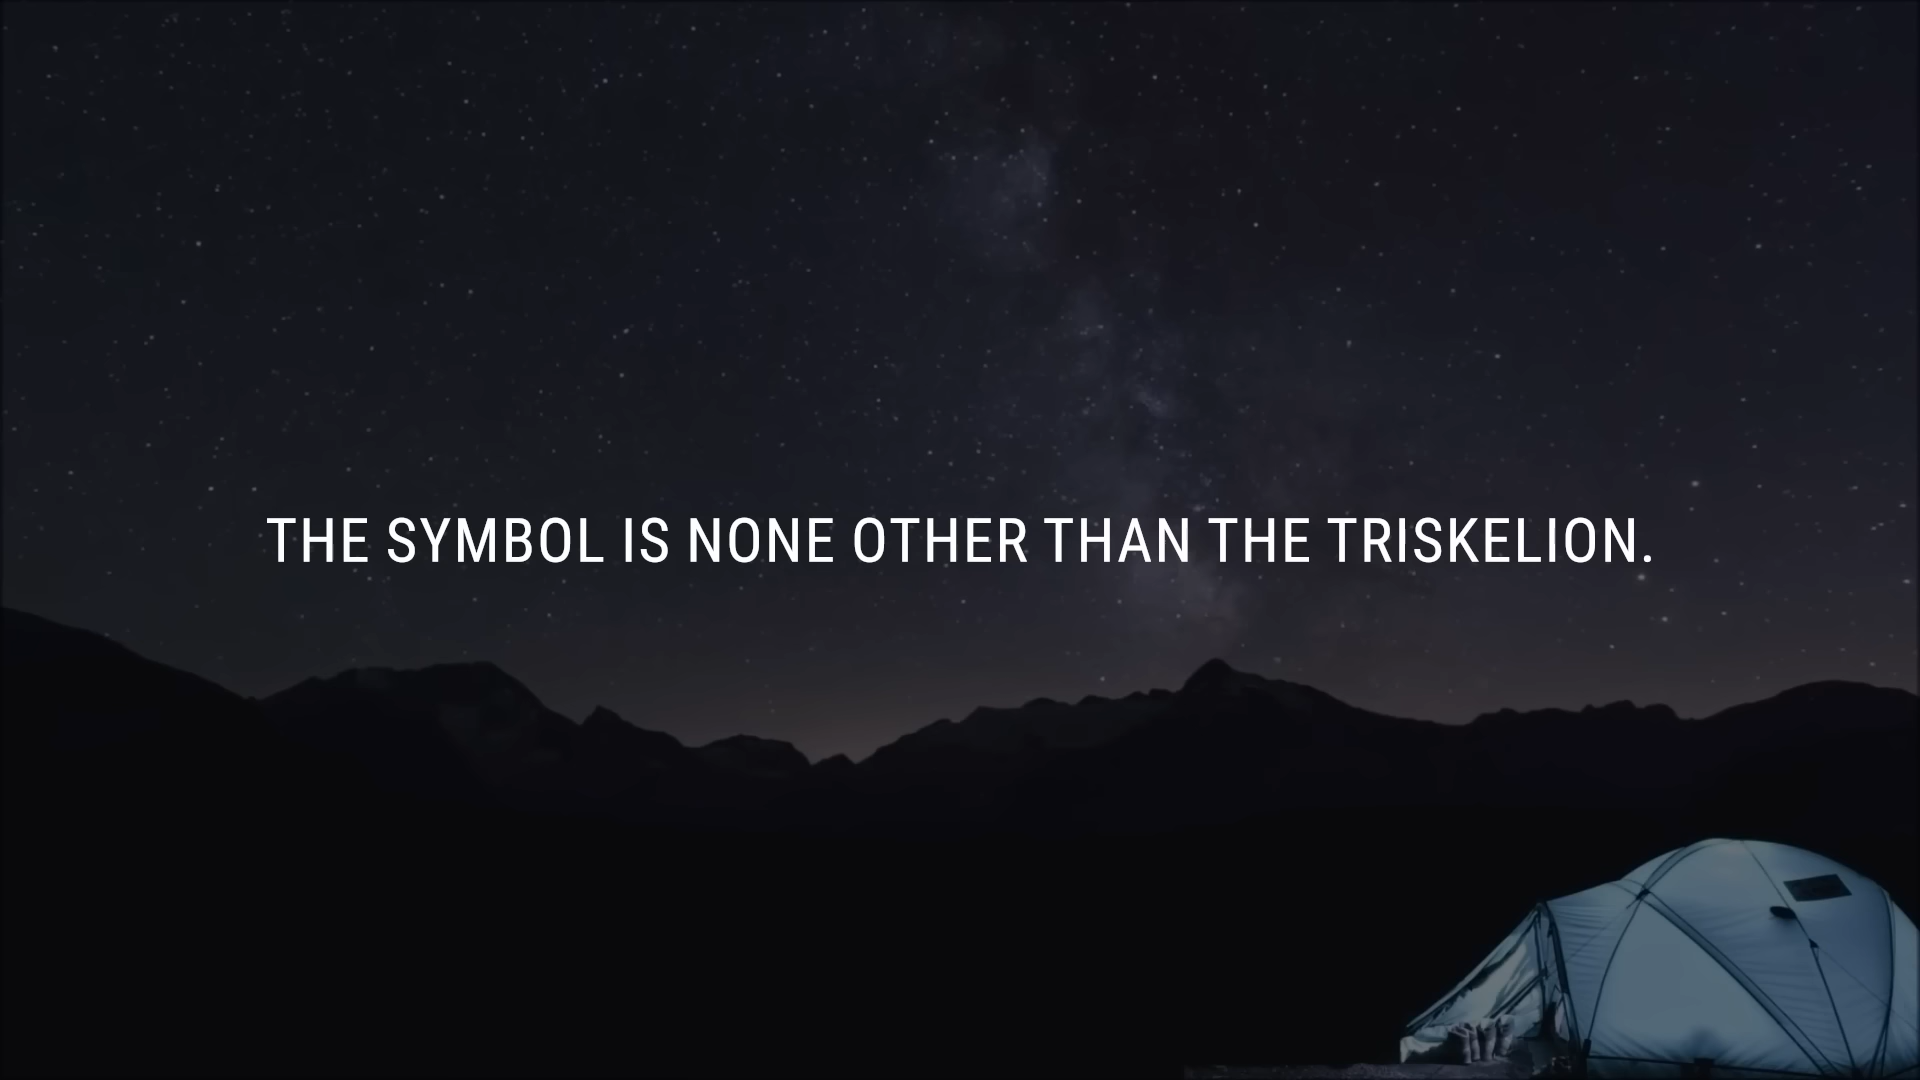 THE SYMBOL IS NONE OTHER THAN THE TRISKELION.